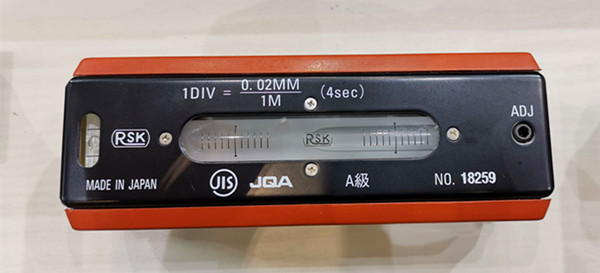 1DIV = 0.02MM/1M (4sec)
ADJ
RSK
RSK
MADE IN JAPAN
JIS
JQA
A級
NO. 18259